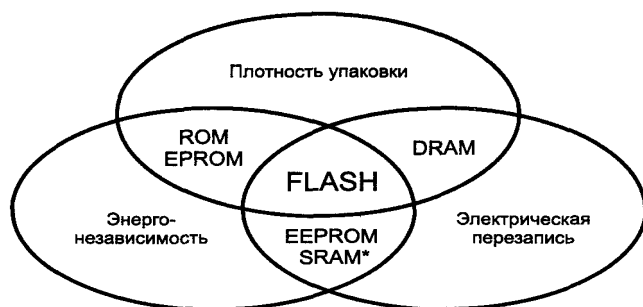 Плотность упаковки
ROM
EPROM
DRAM
FLASH
Энерго-
независимость
EEPROM
SRAM*
Электрическая
перезапись